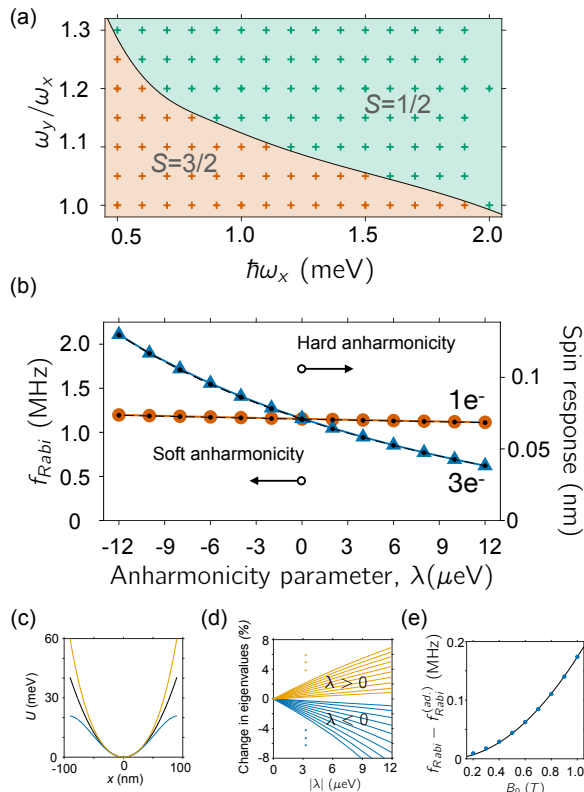 (a)
1.3
1.2
1.1
1.0
ω_y/ω_x
S=1/2
S=3/2
0.5
1.0
1.5
2.0
ℏω_x (meV)
(b)
2.0
1.5
1.0
0.5
0
f_Rabi (MHz)
Hard anharmonicity
Soft anharmonicity
1e⁻
3e⁻
0.1
0.05
0
Spin response (nm)
-12 -9 -6 -3 0 3 6 9 12
Anharmonicity parameter, λ(μeV)
(c)
60
40
20
0
U (meV)
-100 0 100
x (nm)
(d)
8
4
0
-4
-8
Change in eigenvalues (%)
λ > 0
λ < 0
0 3 6 9 12
|λ| (μeV)
(e)
0.2
0.1
0
f_Rabi − f_Rabi^(ad.) (MHz)
0.2 0.4 0.6 0.8 1.0
B₀ (T)